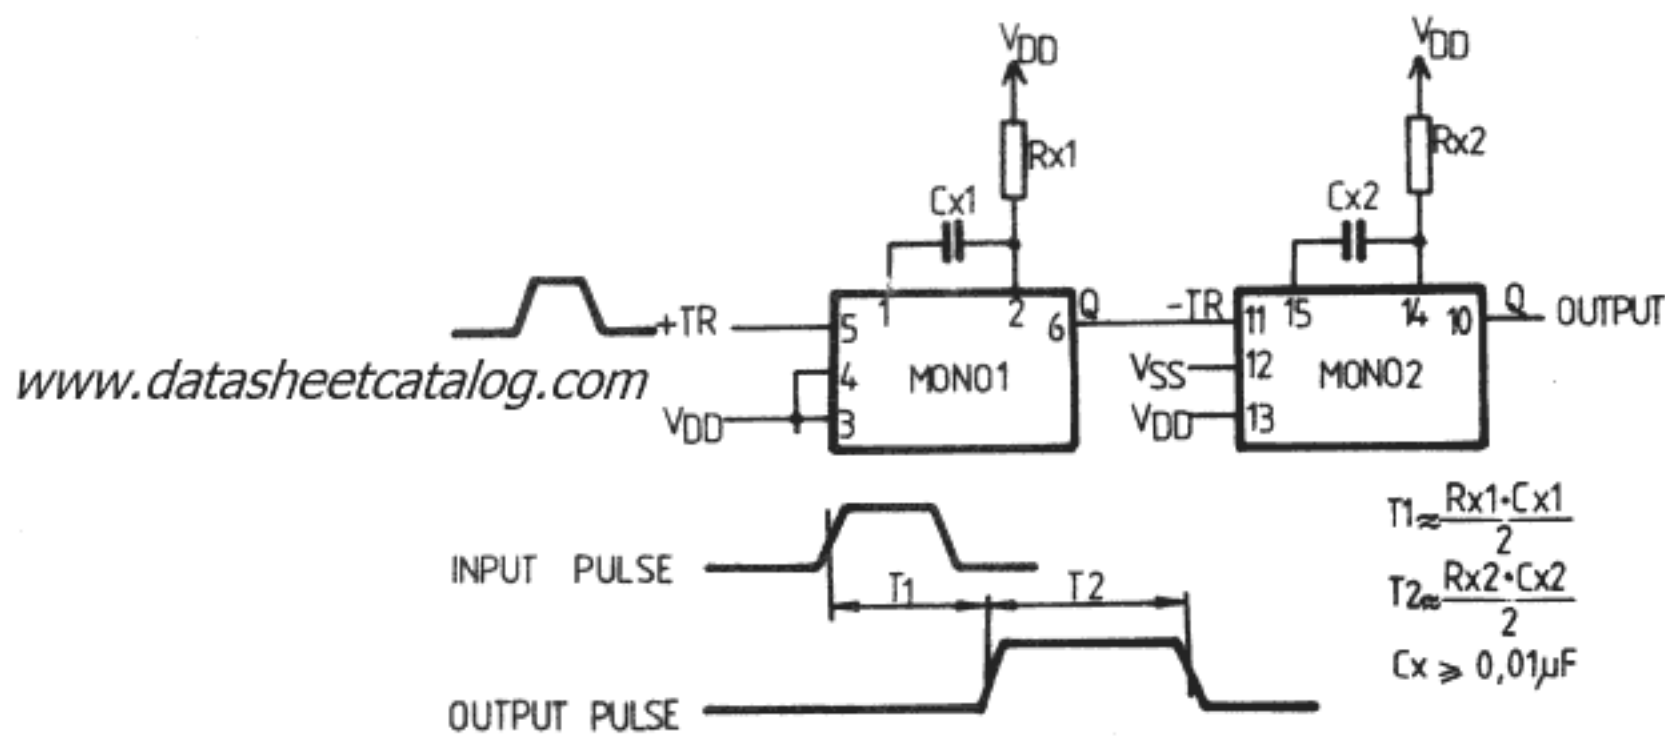 VDD
VDD
Rx1
Rx2
Cx1
Cx2
+TR
5
1
2
6
Q
-TR
11
15
14
10
Q
OUTPUT
www.datasheetcatalog.com
4
MONO1
VSS
12
MONO2
VDD
3
VDD
13
INPUT PULSE
T1
T2
T1≈Rx1·Cx1/2
T2≈Rx2·Cx2/2
Cx ⩾ 0,01µF
OUTPUT PULSE